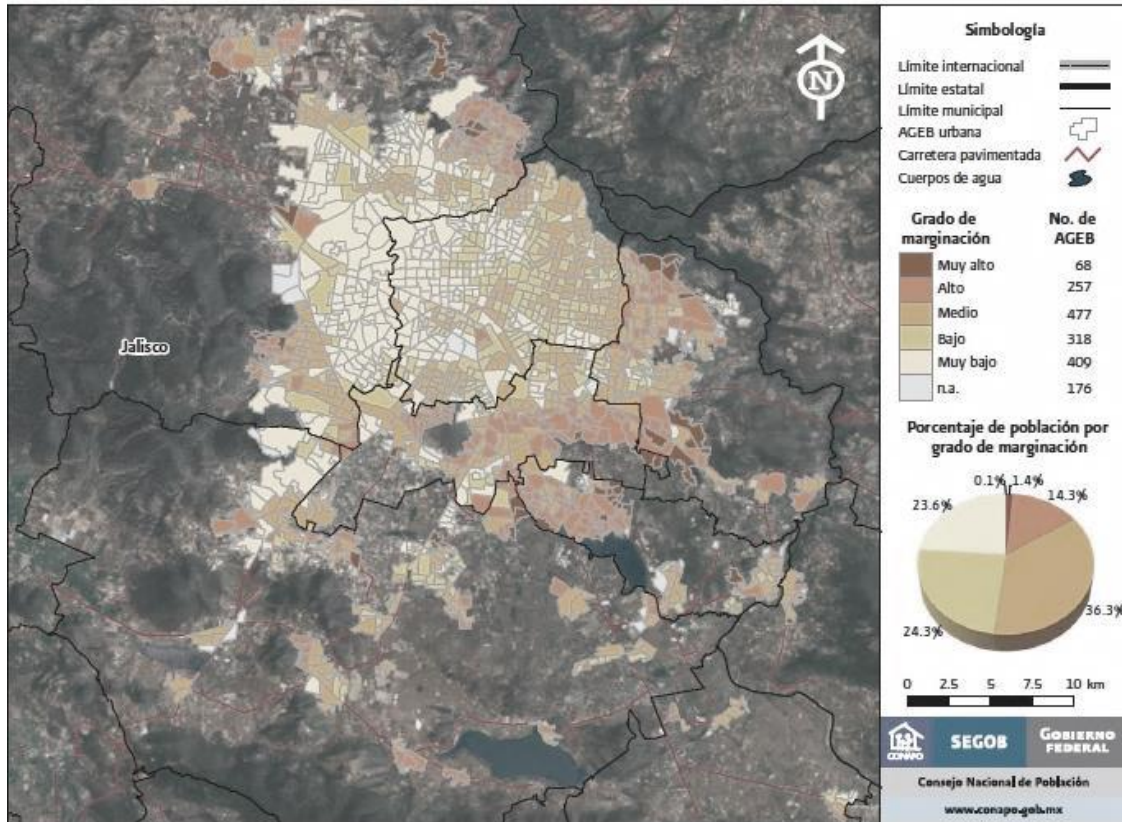 Jalisco
N
Simbología
Límite internacional
Límite estatal
Límite municipal
AGEB urbana
Carretera pavimentada
Cuerpos de agua
Grado de marginación
No. de AGEB
Muy alto 68
Alto 257
Medio 477
Bajo 318
Muy bajo 409
n.a. 176
Porcentaje de población por
grado de marginación
0.1% 1.4%
14.3%
23.6%
36.3%
24.3%
0 2.5 5 7.5 10 km
CONAPO
SEGOB
GOBIERNO
FEDERAL
Consejo Nacional de Población
www.conapo.gob.mx